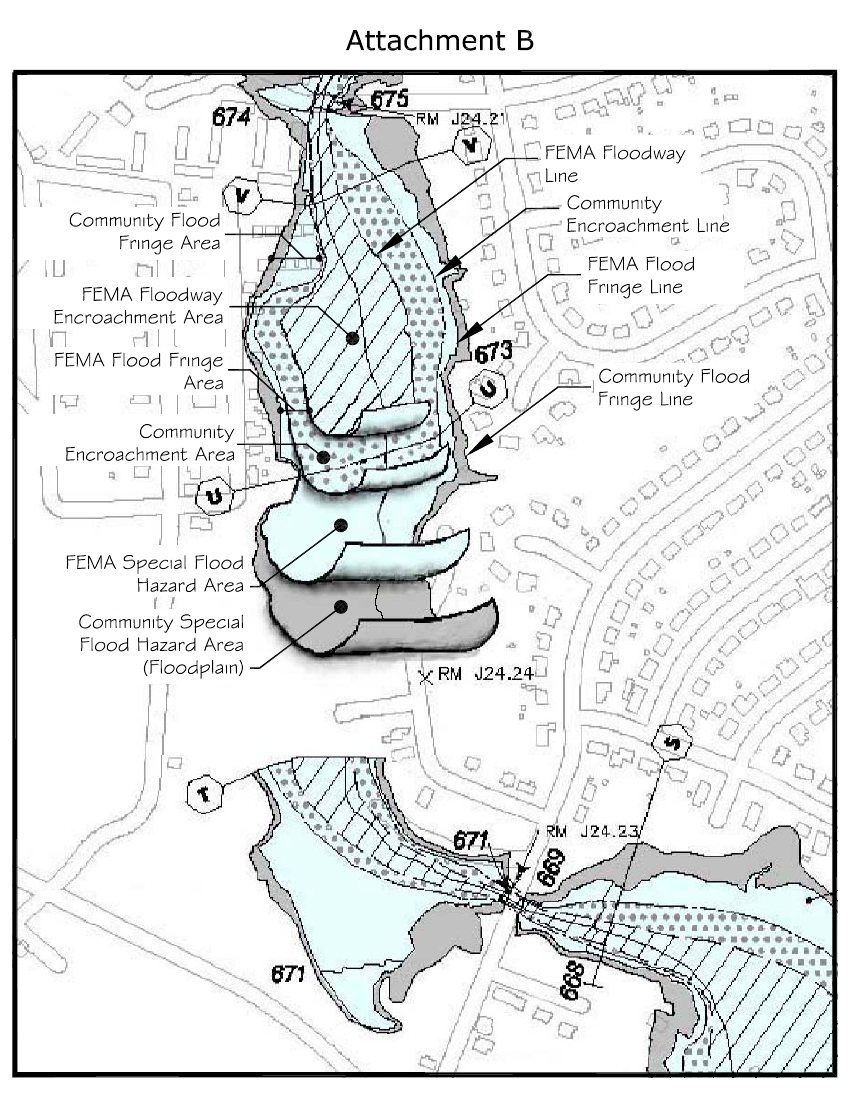 Attachment B
674
675
RM J24.21
V
V
FEMA Floodway
Line
Community
Encroachment Line
Community Flood
Fringe Area
FEMA Flood
Fringe Line
FEMA Floodway
Encroachment Area
673
FEMA Flood Fringe
Area
U
Community Flood
Fringe Line
Community
Encroachment Area
U
FEMA Special Flood
Hazard Area
Community Special
Flood Hazard Area
(Floodplain)
RM J24.24
S
T
671
RM J24.23
669
671
668